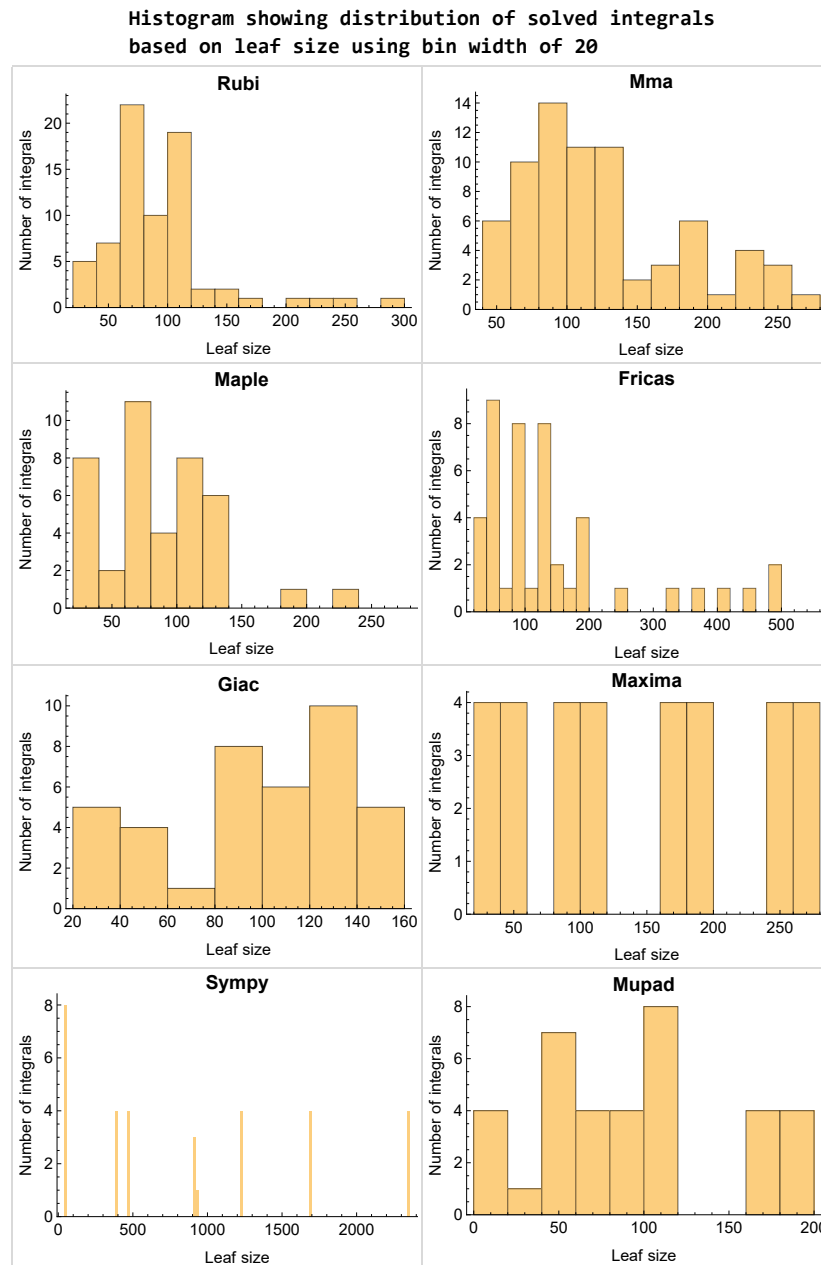 Histogram showing distribution of solved integrals
based on leaf size using bin width of 20
Rubi
Number of integrals
20
15
10
5
0
50 100 150 200 250 300
Leaf size
Mma
Number of integrals
14
12
10
8
6
4
2
0
50 100 150 200 250
Leaf size
Maple
Number of integrals
10
8
6
4
2
0
50 100 150 200 250
Leaf size
Fricas
Number of integrals
8
6
4
2
0
100 200 300 400 500
Leaf size
Giac
Number of integrals
10
8
6
4
2
0
20 40 60 80 100 120 140 160
Leaf size
Maxima
Number of integrals
4
3
2
1
0
50 100 150 200 250
Leaf size
Sympy
Number of integrals
8
6
4
2
0
0 500 1000 1500 2000
Leaf size
Mupad
Number of integrals
8
6
4
2
0
0 50 100 150 200
Leaf size